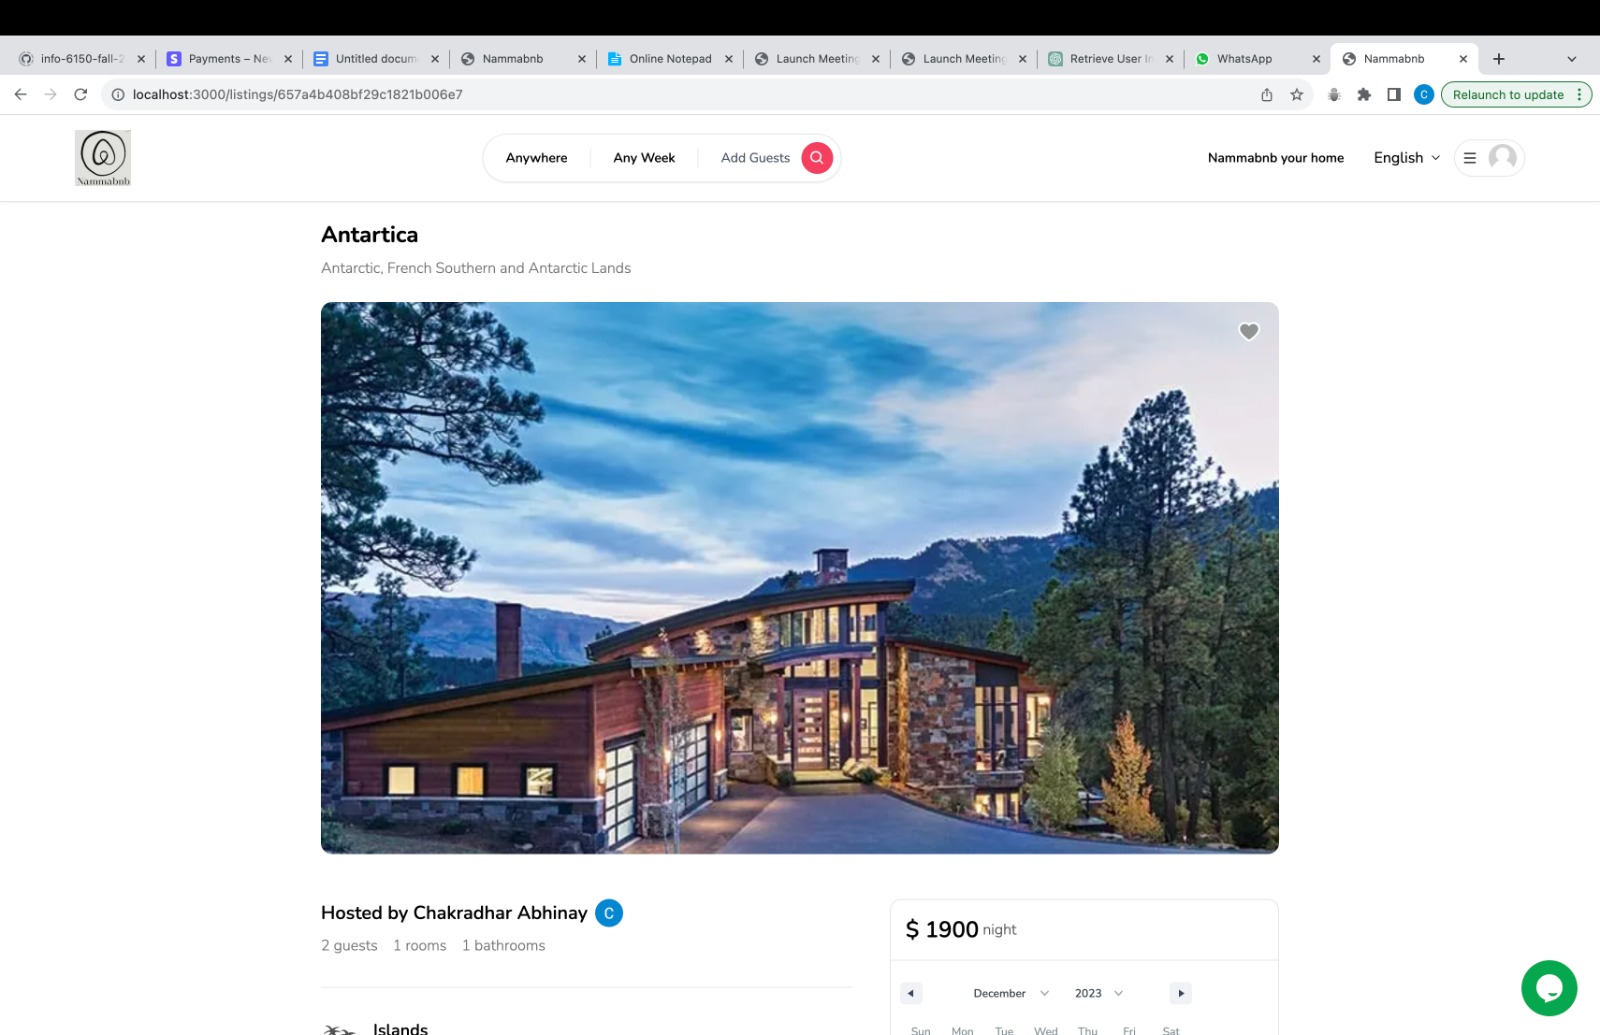 info-6150-fall-2
Payments – Ne
Untitled docum
Nammabnb
Online Notepad
Launch Meeting
Launch Meeting
Retrieve User In
WhatsApp
Nammabnb
localhost:3000/listings/657a4b408bf29c1821b006e7
C
Relaunch to update
Nammabnb
Anywhere
Any Week
Add Guests
Nammabnb your home
English
Antartica
Antarctic, French Southern and Antarctic Lands
Hosted by Chakradhar Abhinay
C
2 guests 1 rooms 1 bathrooms
Islands
$ 1900 night
December 2023
Sun Mon Tue Wed Thu Fri Sat